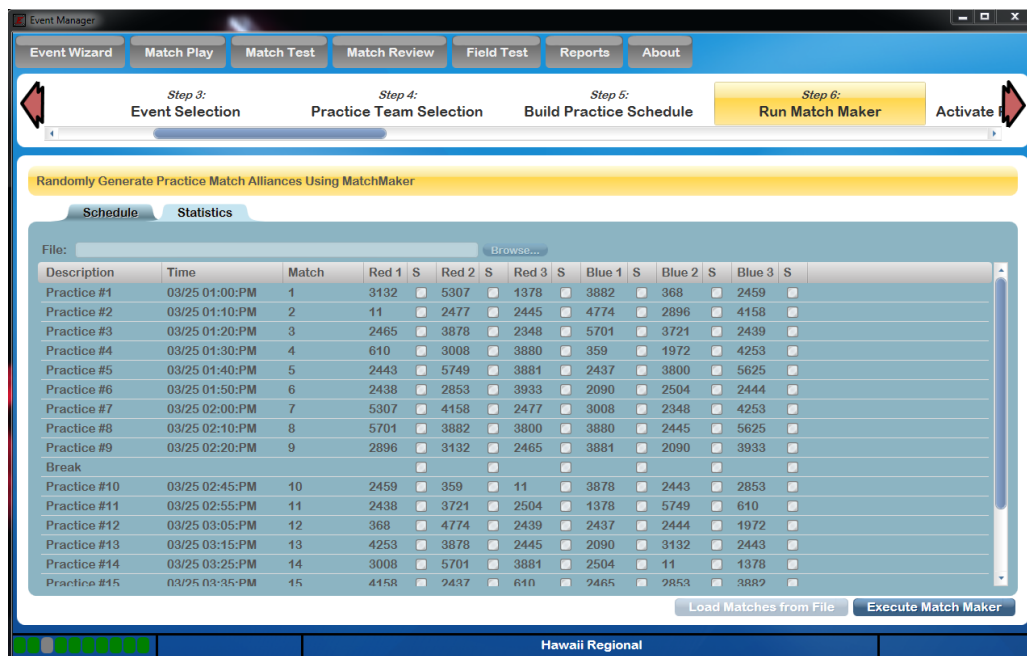 Event Manager
Event Wizard Match Play Match Test Match Review Field Test Reports About
Step 3: Step 4: Step 5: Step 6:
Event Selection Practice Team Selection Build Practice Schedule Run Match Maker Activate
Randomly Generate Practice Match Alliances Using MatchMaker
Schedule Statistics
File: Browse...
Description Time Match Red 1 S Red 2 S Red 3 S Blue 1 S Blue 2 S Blue 3 S
Practice #1 03/25 01:00:PM 1 3132 5307 1378 3882 368 2459
Practice #2 03/25 01:10:PM 2 11 2477 2445 4774 2896 4158
Practice #3 03/25 01:20:PM 3 2465 3878 2348 5701 3721 2439
Practice #4 03/25 01:30:PM 4 610 3008 3880 359 1972 4253
Practice #5 03/25 01:40:PM 5 2443 5749 3881 2437 3800 5625
Practice #6 03/25 01:50:PM 6 2438 2853 3933 2090 2504 2444
Practice #7 03/25 02:00:PM 7 5307 4158 2477 3008 2348 4253
Practice #8 03/25 02:10:PM 8 5701 3882 3800 3880 2445 5625
Practice #9 03/25 02:20:PM 9 2896 3132 2465 3881 2090 3933
Break
Practice #10 03/25 02:45:PM 10 2459 359 11 3878 2443 2853
Practice #11 03/25 02:55:PM 11 2438 3721 2504 1378 5749 610
Practice #12 03/25 03:05:PM 12 368 4774 2439 2437 2444 1972
Practice #13 03/25 03:15:PM 13 4253 3878 2445 2090 3132 2443
Practice #14 03/25 03:25:PM 14 3008 5701 3881 2504 11 1378
Practice #15 03/25 03:35:PM 15 4158 2437 610 2465 2853 3882
Load Matches from File Execute Match Maker
Hawaii Regional